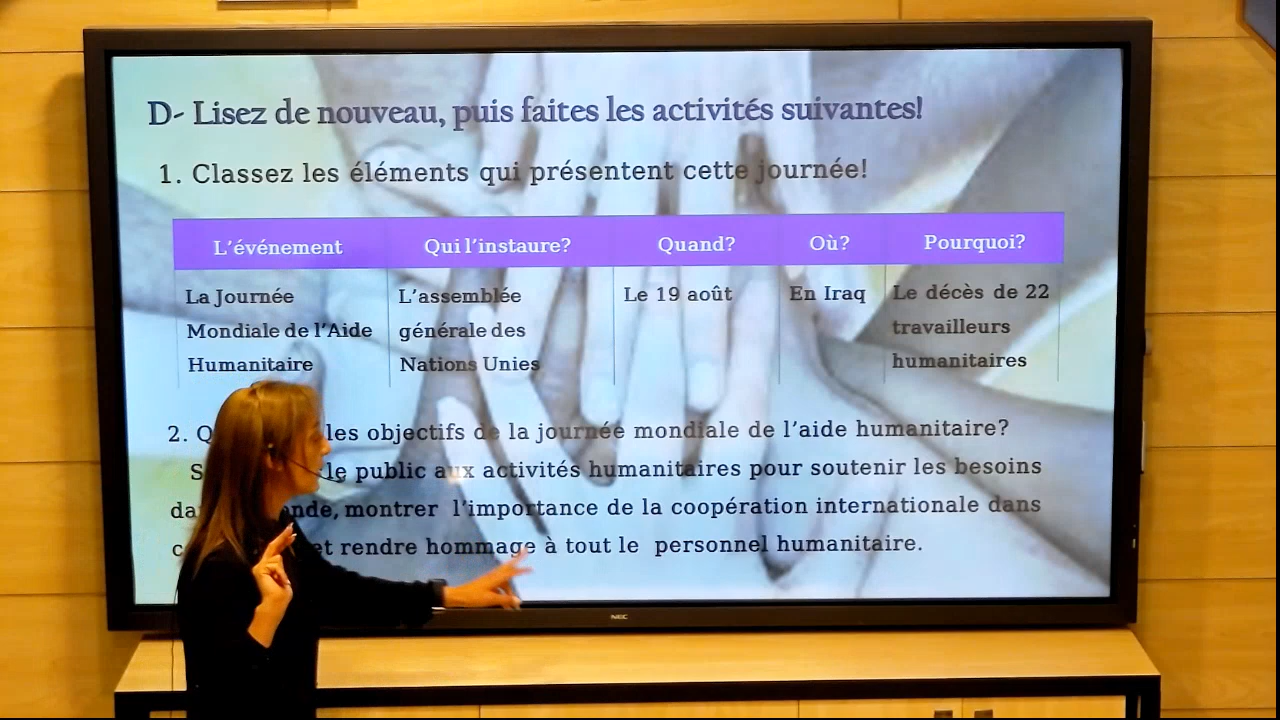 D- Lisez de nouveau, puis faites les activités suivantes!
1. Classez les éléments qui présentent cette journée!
L'événement Qui l'instaure? Quand? Où? Pourquoi?
La Journée L'assemblée Le 19 août En Iraq Le décès de 22
Mondiale de l'Aide générale des travailleurs
Humanitaire Nations Unies humanitaires
2. les objectifs de la journée mondiale de l'aide humanitaire?
le public aux activités humanitaires pour soutenir les besoins
montrer l'importance de la coopération internationale dans
et rendre hommage à tout le personnel humanitaire.
NEC